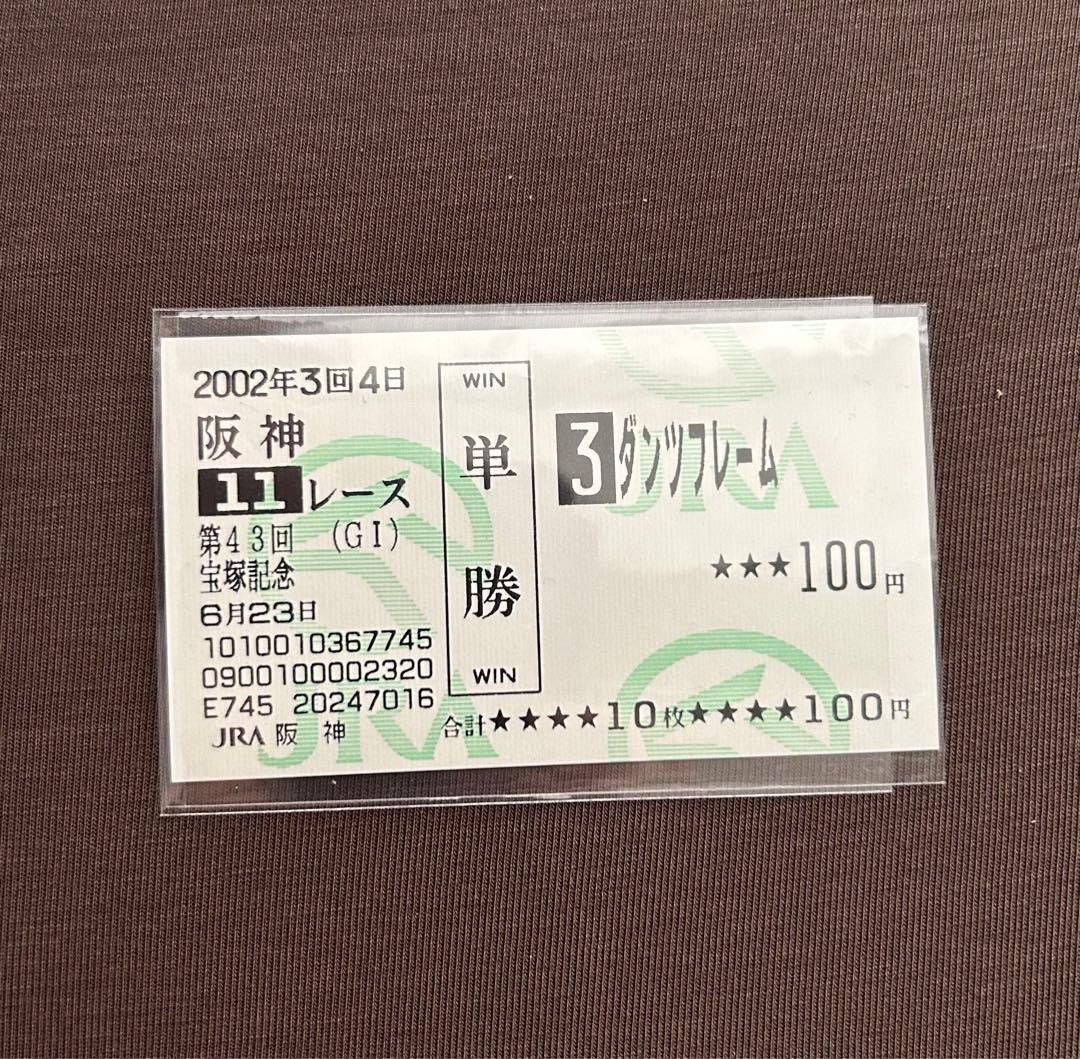 2002年3回4日
阪神
11レース
第43回 (GI)
宝塚記念
6月23日
1010010367745
0900100002320
E745 20247016
JRA 阪神
WIN
単勝
WIN
3ダンツフレーム
★★★100円
合計★★★★10枚★★★★100円
JRA
JRA